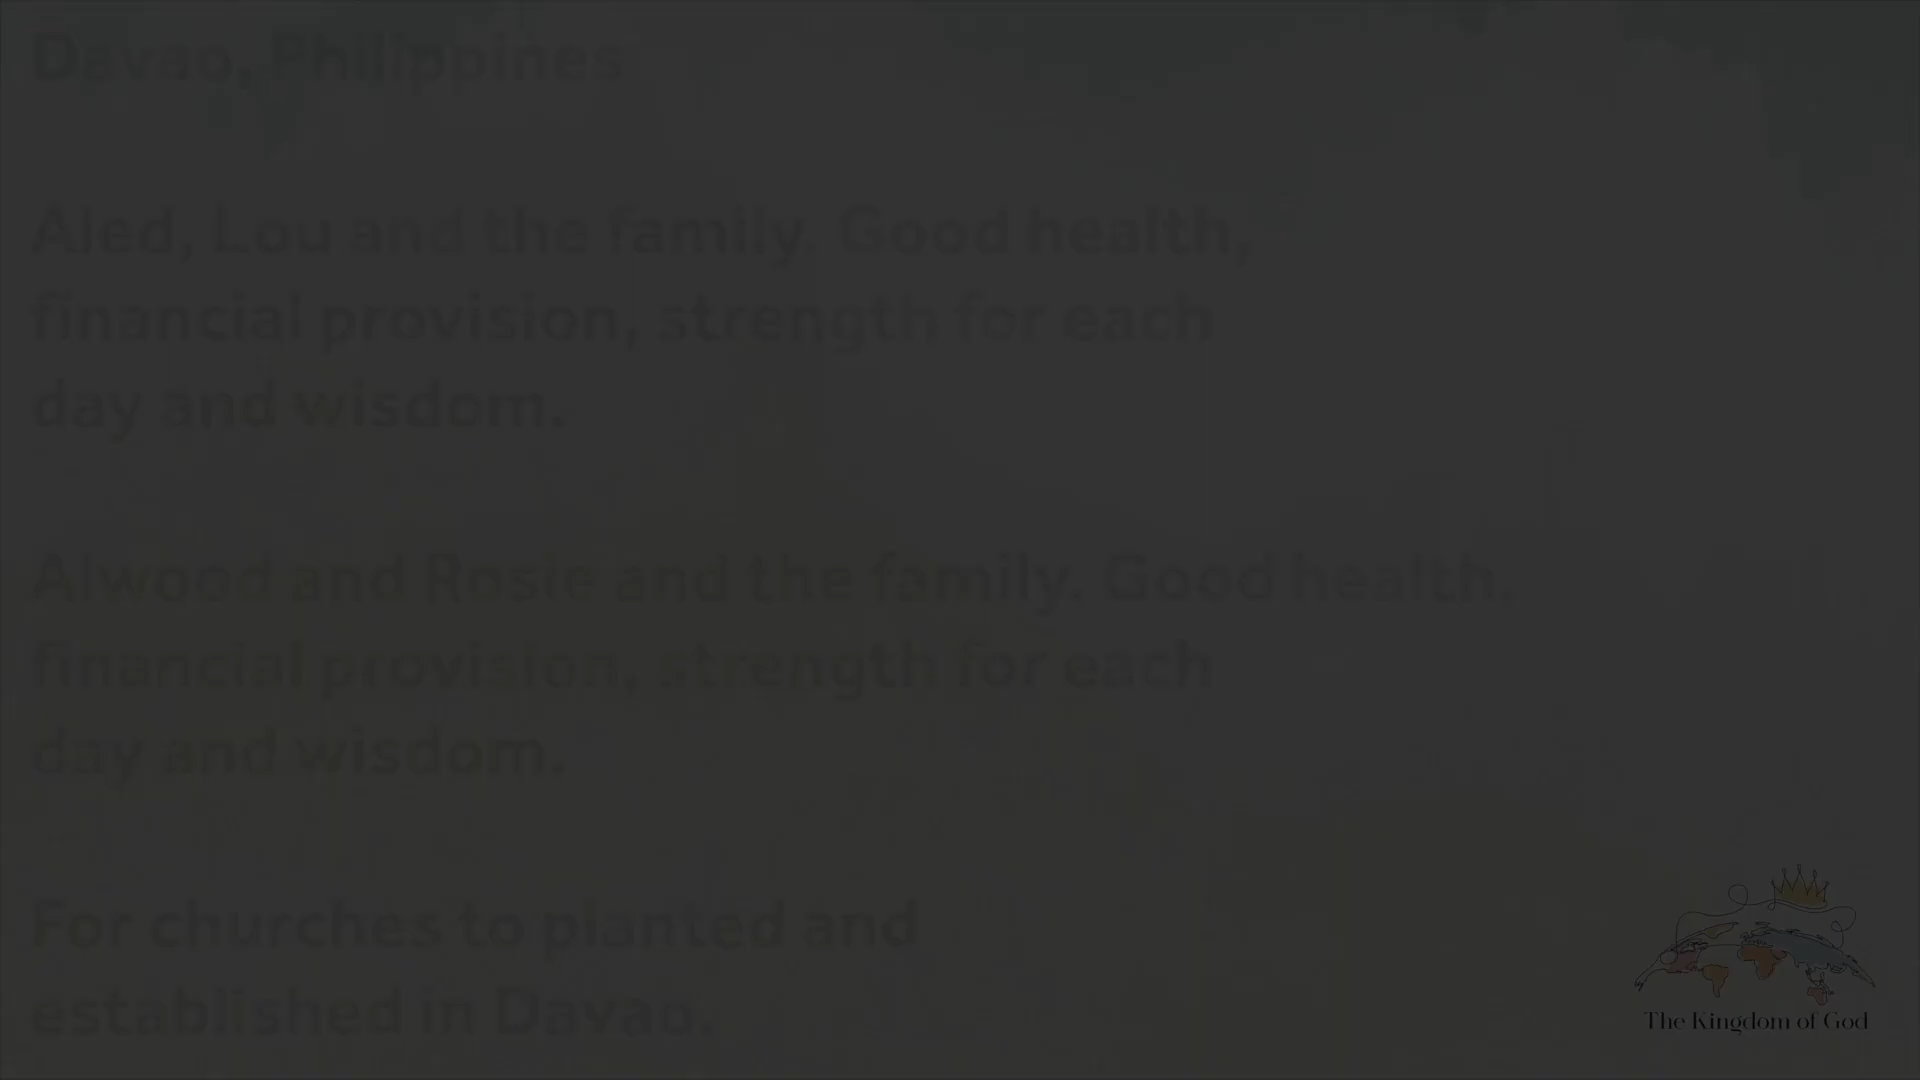 Davao, Philippines
Aled, Lou and the family. Good health,
financial provision, strength for each
day and wisdom.
Alwood and Rosie and the family. Good health.
financial provision, strength for each
day and wisdom.
For churches to planted and
established in Davao.
The Kingdom of God